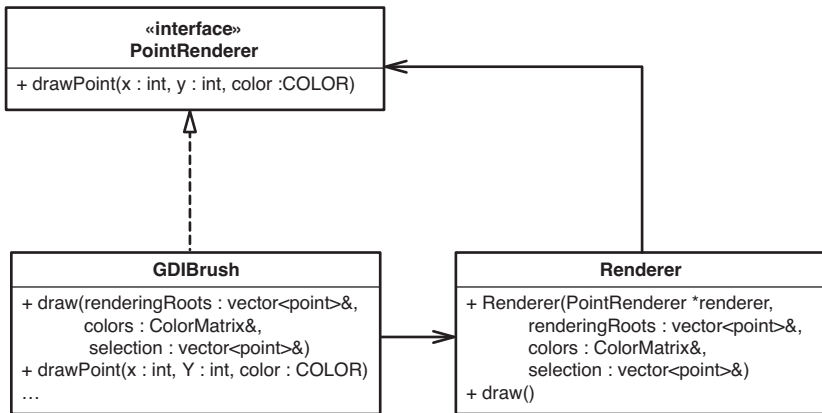 «interface»
PointRenderer
+ drawPoint(x : int, y : int, color :COLOR)
GDIBrush
+ draw(renderingRoots : vector<point>&,
colors : ColorMatrix&,
selection : vector<point>&)
+ drawPoint(x : int, Y : int, color : COLOR)
…
Renderer
+ Renderer(PointRenderer *renderer,
renderingRoots : vector<point>&,
colors : ColorMatrix&,
selection : vector<point>&)
+ draw()